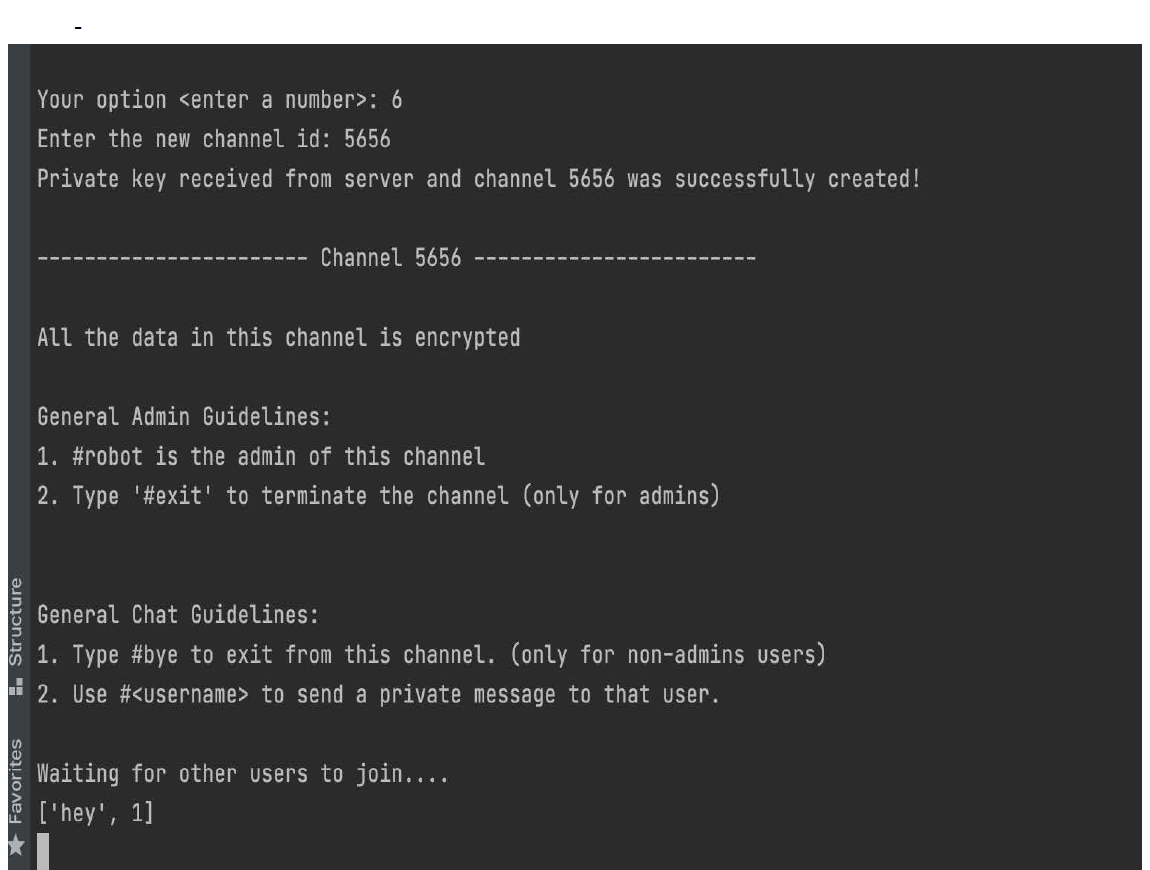 -
Your option <enter a number>: 6
Enter the new channel id: 5656
Private key received from server and channel 5656 was successfully created!
----------------------- Channel 5656 ------------------------
All the data in this channel is encrypted
General Admin Guidelines:
1. #robot is the admin of this channel
2. Type '#exit' to terminate the channel (only for admins)
General Chat Guidelines:
1. Type #bye to exit from this channel. (only for non-admins users)
2. Use #<username> to send a private message to that user.
Waiting for other users to join....
['hey', 1]
Structure
Favorites